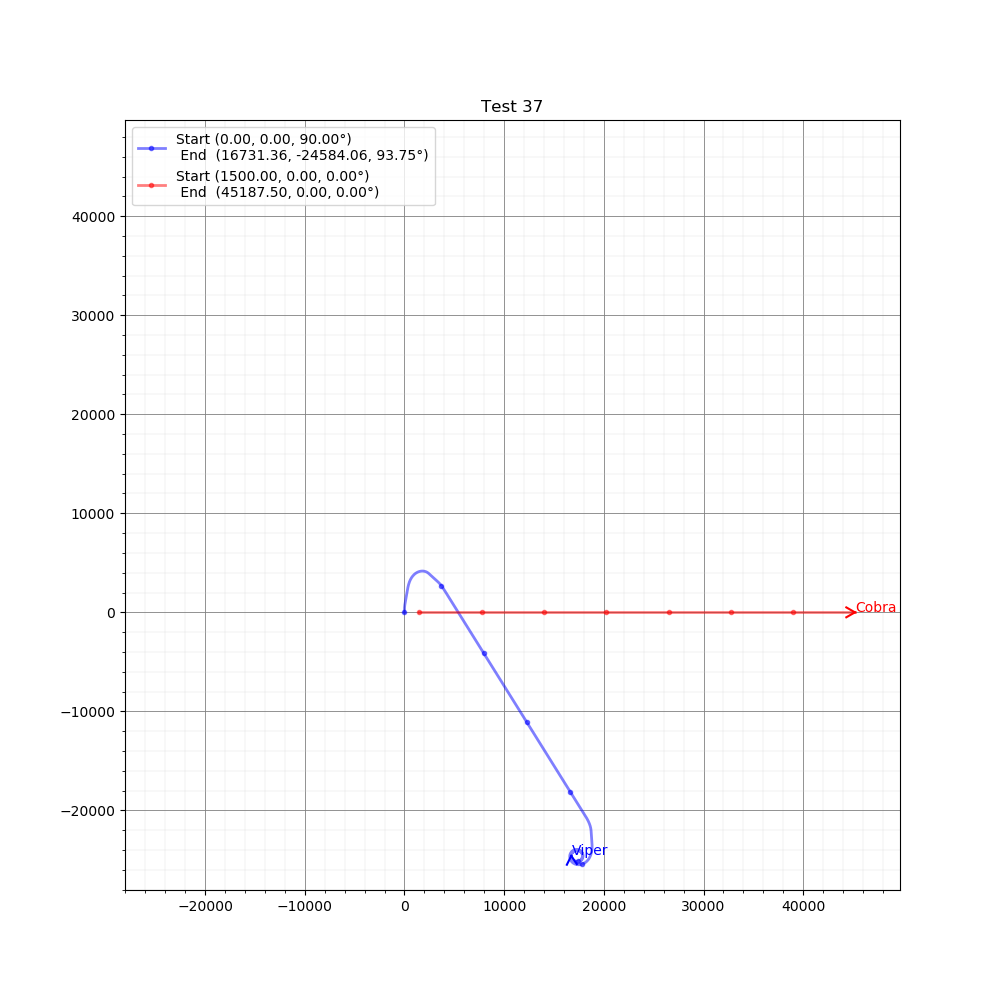 Test 37
Start (0.00, 0.00, 90.00°)
End  (16731.36, -24584.06, 93.75°)
Start (1500.00, 0.00, 0.00°)
End  (45187.50, 0.00, 0.00°)
40000
30000
20000
10000
0
−10000
−20000
Cobra
Viper
−20000
−10000
0
10000
20000
30000
40000